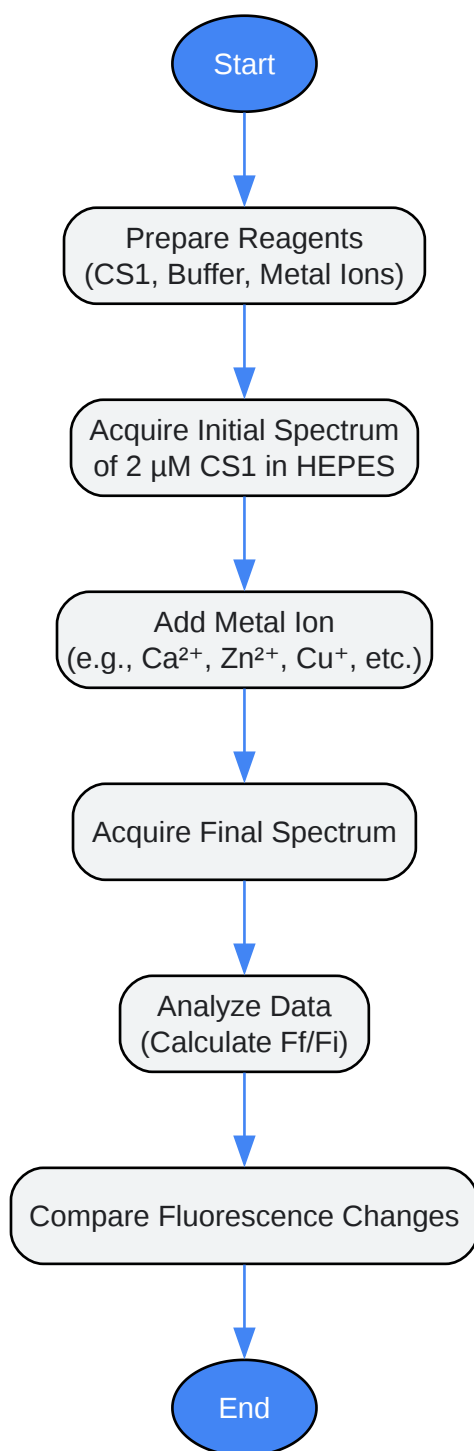 Start
Prepare Reagents
(CS1, Buffer, Metal Ions)
Acquire Initial Spectrum
of 2 µM CS1 in HEPES
Add Metal Ion
(e.g., Ca²⁺, Zn²⁺, Cu⁺, etc.)
Acquire Final Spectrum
Analyze Data
(Calculate Ff/Fi)
Compare Fluorescence Changes
End